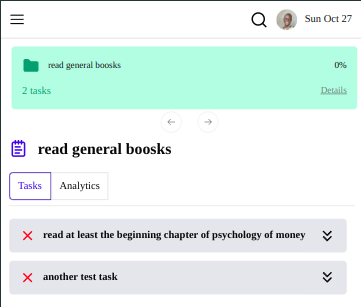 Sun Oct 27
read general boosks
0%
2 tasks
Details
read general boosks
Tasks
Analytics
read at least the beginning chapter of psychology of money
another test task